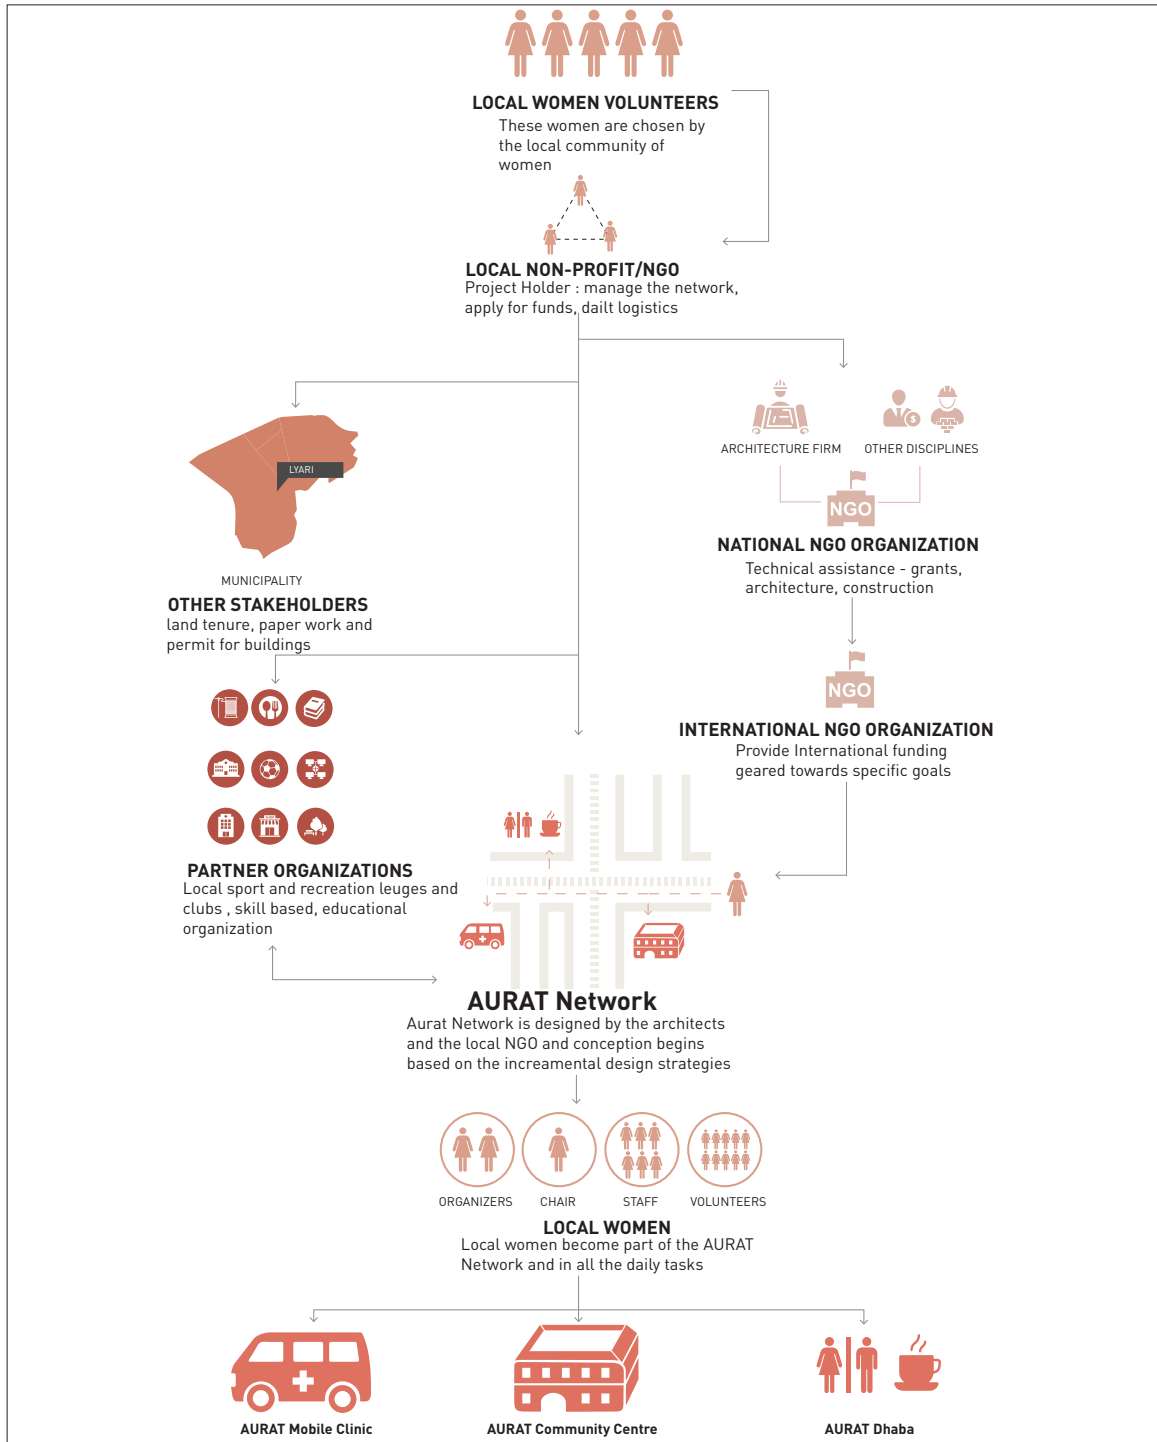 LOCAL WOMEN VOLUNTEERS
These women are chosen by
the local community of
women
LOCAL NON-PROFIT/NGO
Project Holder : manage the network,
apply for funds, dailt logistics
LYARI
MUNICIPALITY
OTHER STAKEHOLDERS
land tenure, paper work and
permit for buildings
ARCHITECTURE FIRM
OTHER DISCIPLINES
$
NGO
NATIONAL NGO ORGANIZATION
Technical assistance - grants,
architecture, construction
NGO
INTERNATIONAL NGO ORGANIZATION
Provide International funding
geared towards specific goals
PARTNER ORGANIZATIONS
Local sport and recreation leuges and
clubs , skill based, educational
organization
AURAT Network
Aurat Network is designed by the architects
and the local NGO and conception begins
based on the increamental design strategies
ORGANIZERS
CHAIR
STAFF
VOLUNTEERS
LOCAL WOMEN
Local women become part of the AURAT
Network and in all the daily tasks
AURAT Mobile Clinic
AURAT Community Centre
AURAT Dhaba